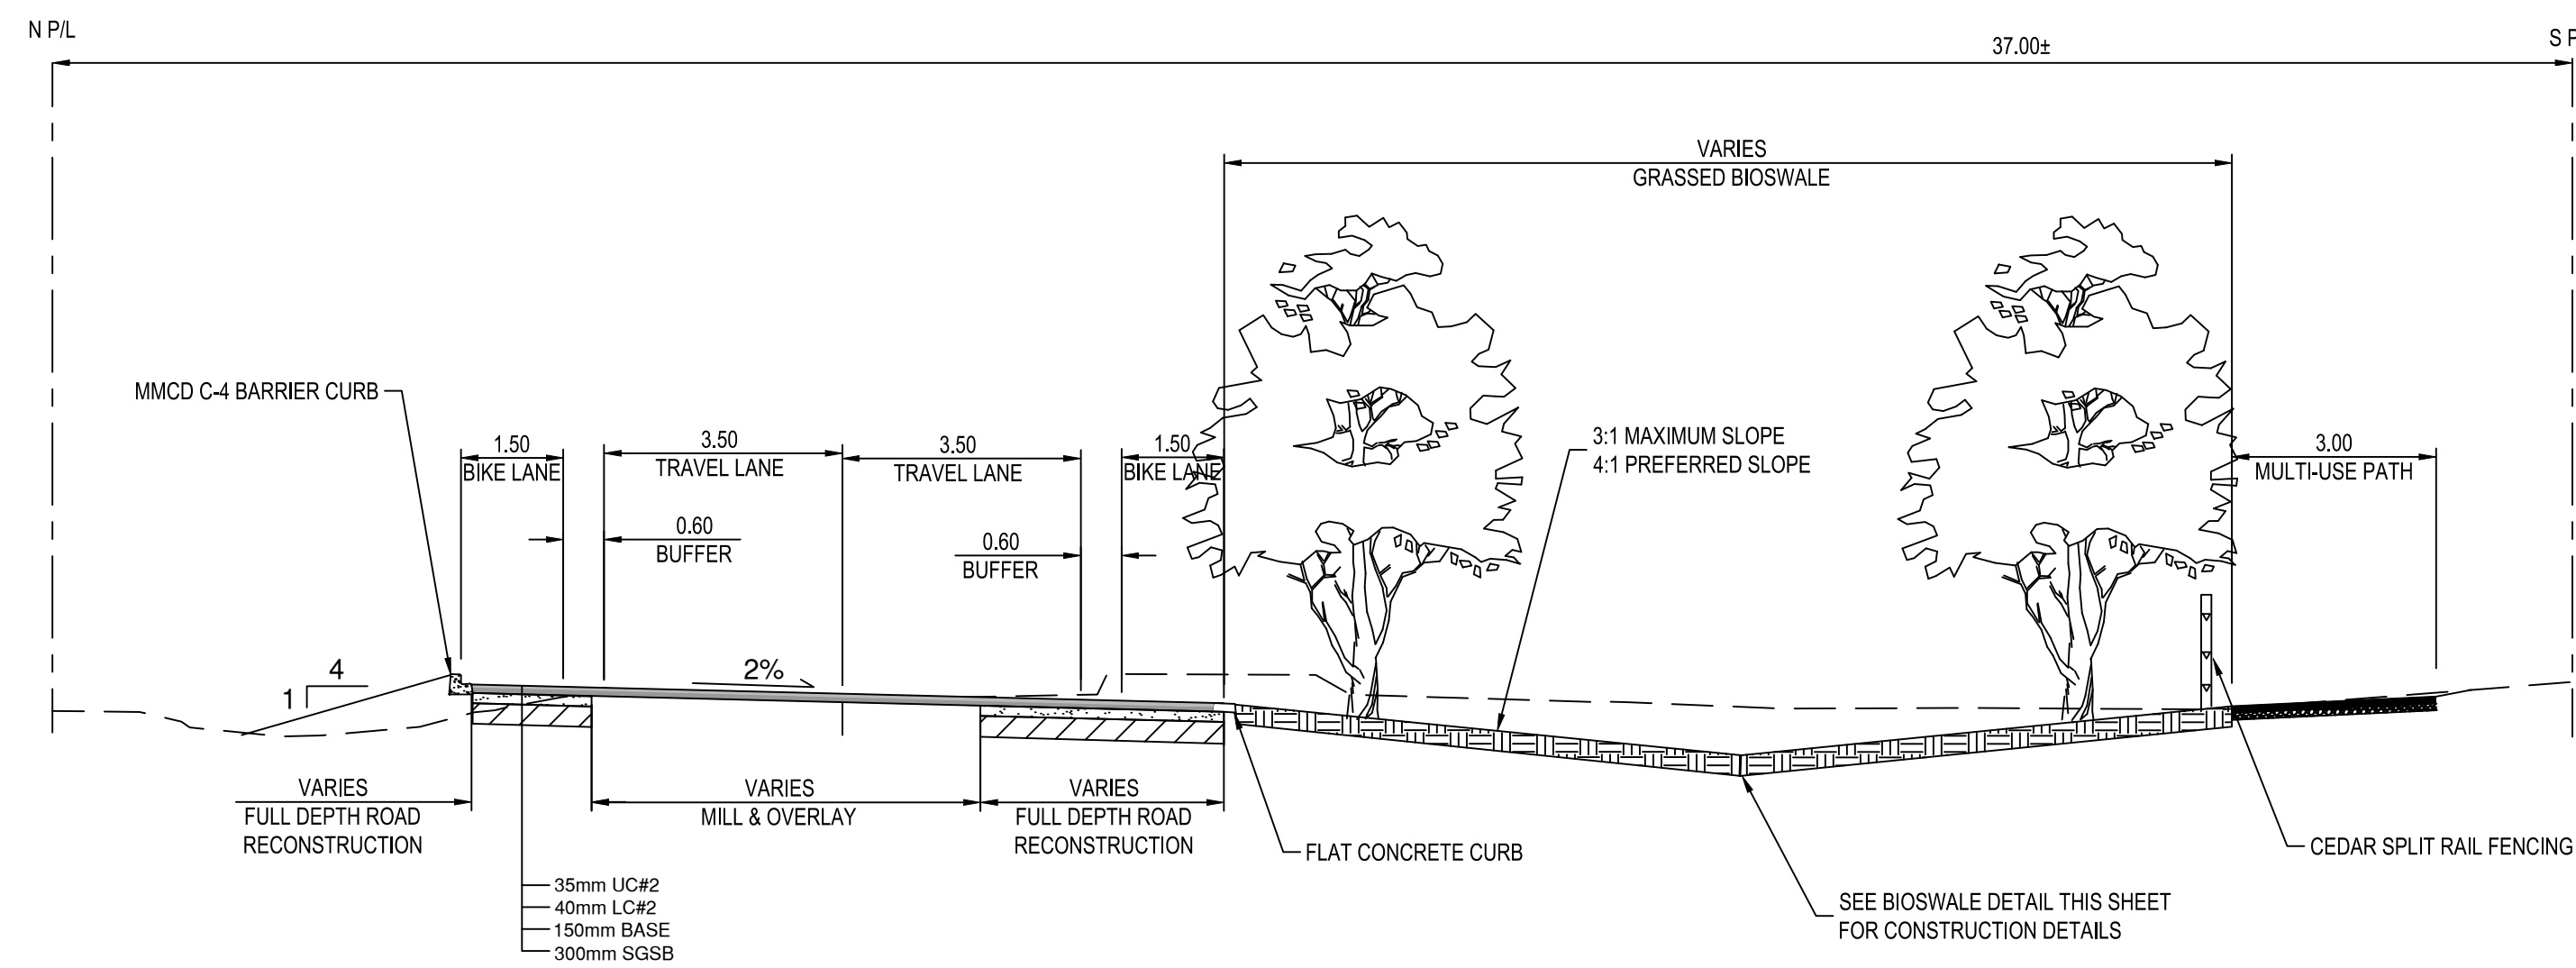 N P/L
S P
37.00±
VARIES
GRASSED BIOSWALE
MMCD C-4 BARRIER CURB
1.50
BIKE LANE
3.50
TRAVEL LANE
3.50
TRAVEL LANE
1.50
BIKE LANE
0.60
BUFFER
0.60
BUFFER
3:1 MAXIMUM SLOPE
4:1 PREFERRED SLOPE
3.00
MULTI-USE PATH
4
1
2%
VARIES
FULL DEPTH ROAD
RECONSTRUCTION
VARIES
MILL & OVERLAY
VARIES
FULL DEPTH ROAD
RECONSTRUCTION
FLAT CONCRETE CURB
CEDAR SPLIT RAIL FENCING
35mm UC#2
40mm LC#2
150mm BASE
300mm SGSB
SEE BIOSWALE DETAIL THIS SHEET
FOR CONSTRUCTION DETAILS